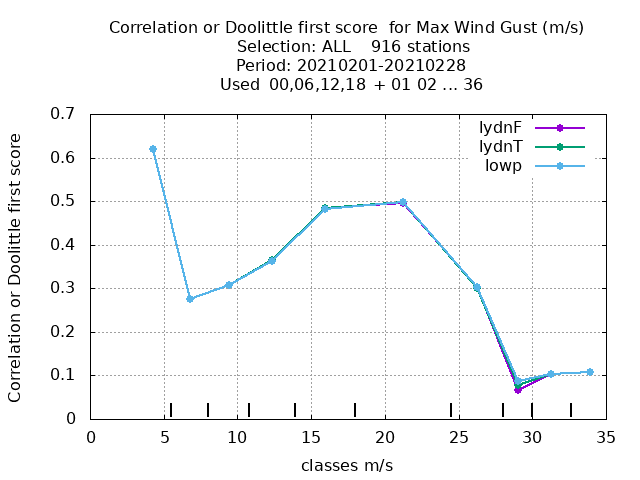 Correlation or Doolittle first score  for Max Wind Gust (m/s)
Selection: ALL    916 stations
Period: 20210201-20210228
Used  00,06,12,18  + 01 02 ... 36
Correlation or Doolittle first score
0.7
0.6
0.5
0.4
0.3
0.2
0.1
0
lydnF
lydnT
lowp
0 5 10 15 20 25 30 35
classes m/s